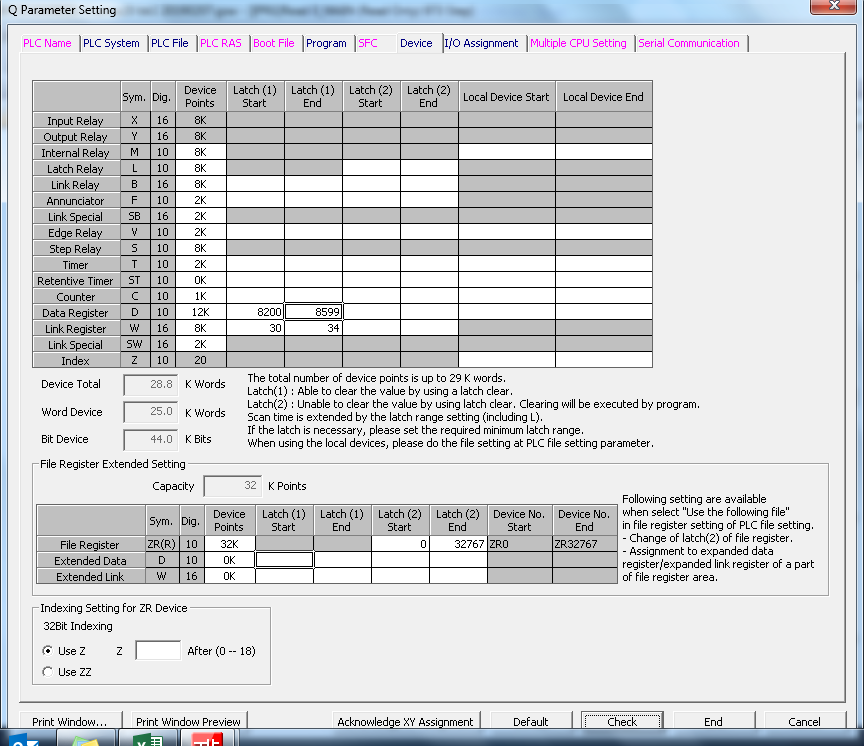 Q Parameter Setting
PLC Name PLC System PLC File PLC RAS Boot File Program SFC Device I/O Assignment Multiple CPU Setting Serial Communication
Sym. Dig. Device Points Latch (1) Start Latch (1) End Latch (2) Start Latch (2) End Local Device Start Local Device End
Input Relay X 16 8K
Output Relay Y 16 8K
Internal Relay M 10 8K
Latch Relay L 10 8K
Link Relay B 16 8K
Annunciator F 10 2K
Link Special SB 16 2K
Edge Relay V 10 2K
Step Relay S 10 8K
Timer T 10 2K
Retentive Timer ST 10 0K
Counter C 10 1K
Data Register D 10 12K 8200 8599
Link Register W 16 8K 30 34
Link Special SW 16 2K
Index Z 10 20
Device Total 28.8 K Words
Word Device 25.0 K Words
Bit Device 44.0 K Bits
The total number of device points is up to 29 K words.
Latch(1) : Able to clear the value by using a latch clear.
Latch(2) : Unable to clear the value by using latch clear. Clearing will be executed by program.
Scan time is extended by the latch range setting (including L).
If the latch is necessary, please set the required minimum latch range.
When using the local devices, please do the file setting at PLC file setting parameter.
File Register Extended Setting
Capacity 32 K Points
Sym. Dig. Device Points Latch (1) Start Latch (1) End Latch (2) Start Latch (2) End Device No. Start Device No. End
File Register ZR(R) 10 32K 0 32767 ZR0 ZR32767
Extended Data D 10 0K
Extended Link W 16 0K
Following setting are available
when select "Use the following file"
in file register setting of PLC file setting.
- Change of latch(2) of file register.
- Assignment to expanded data
register/expanded link register of a part
of file register area.
Indexing Setting for ZR Device
32Bit Indexing
Use Z Z After (0 -- 18)
Use ZZ
Print Window... Print Window Preview Acknowledge XY Assignment Default Check End Cancel